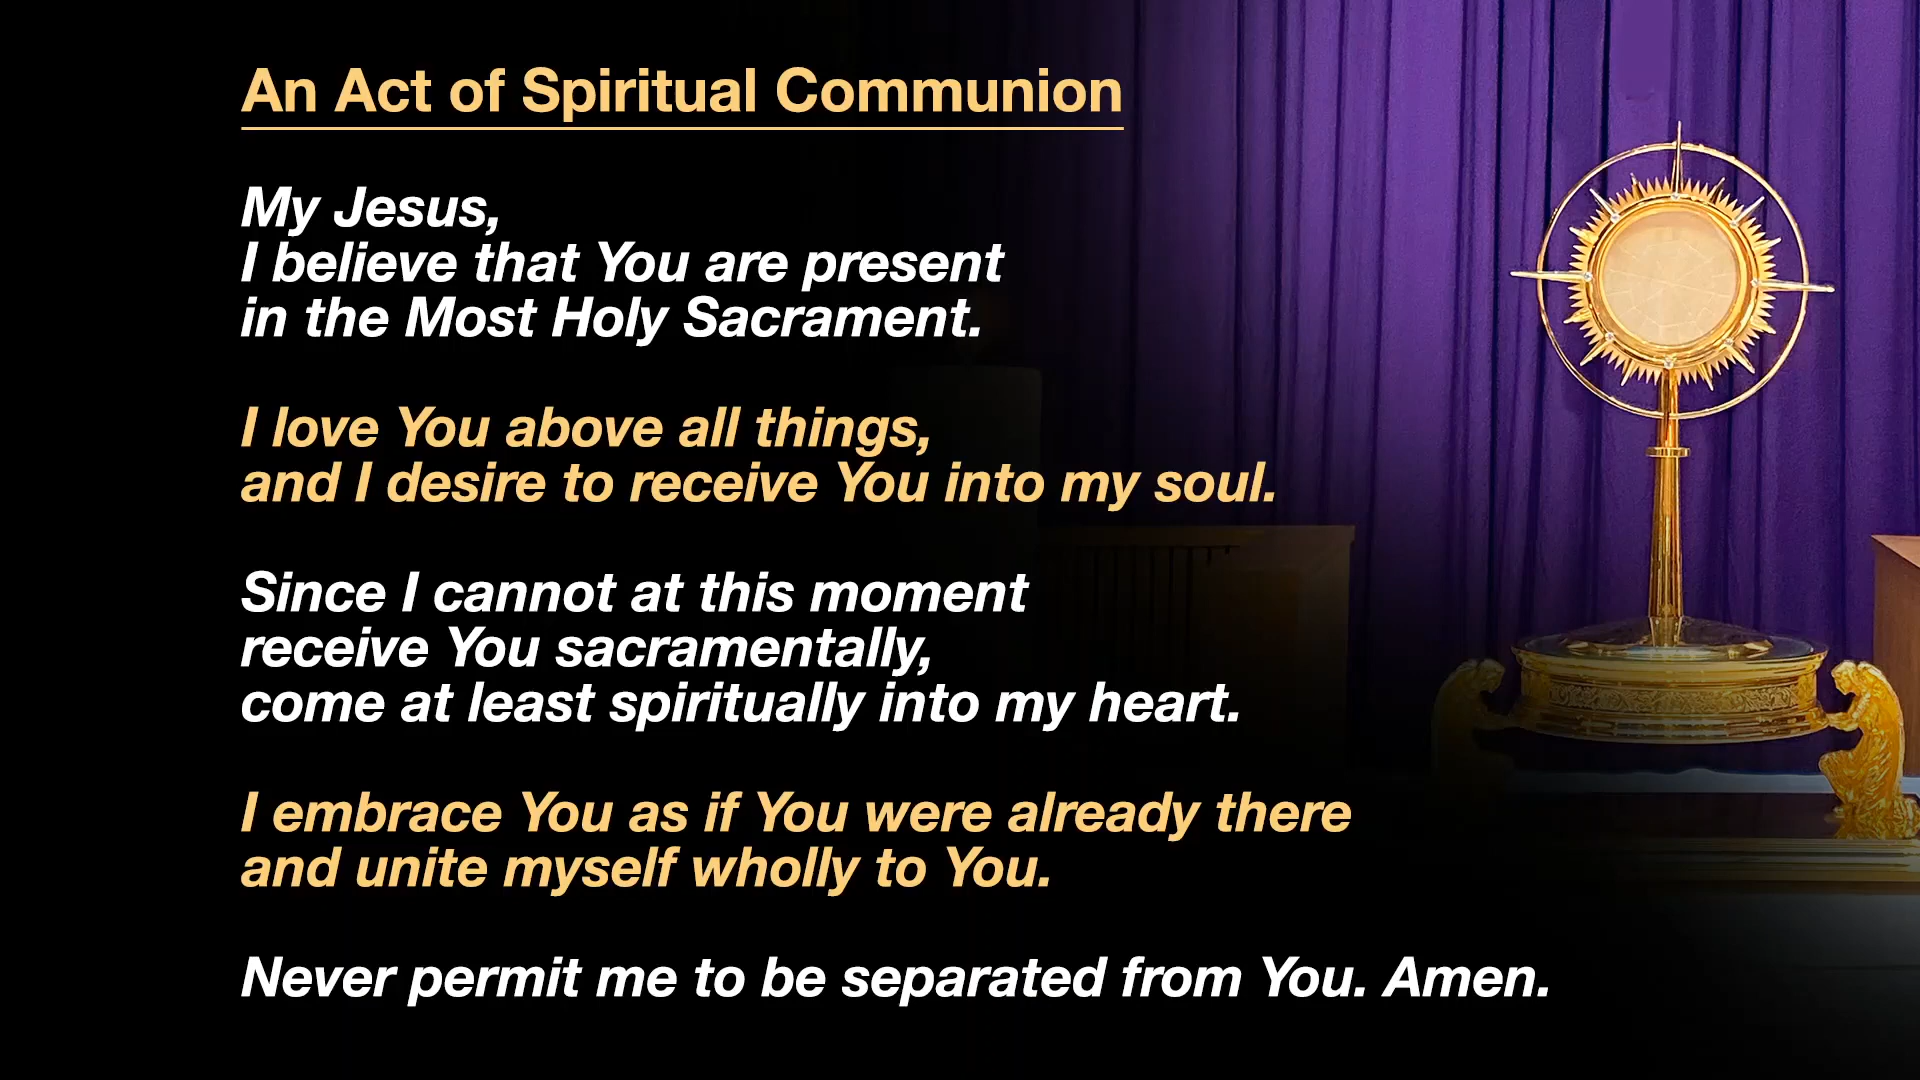 An Act of Spiritual Communion
My Jesus,
I believe that You are present
in the Most Holy Sacrament.
I love You above all things,
and I desire to receive You into my soul.
Since I cannot at this moment
receive You sacramentally,
come at least spiritually into my heart.
I embrace You as if You were already there
and unite myself wholly to You.
Never permit me to be separated from You. Amen.